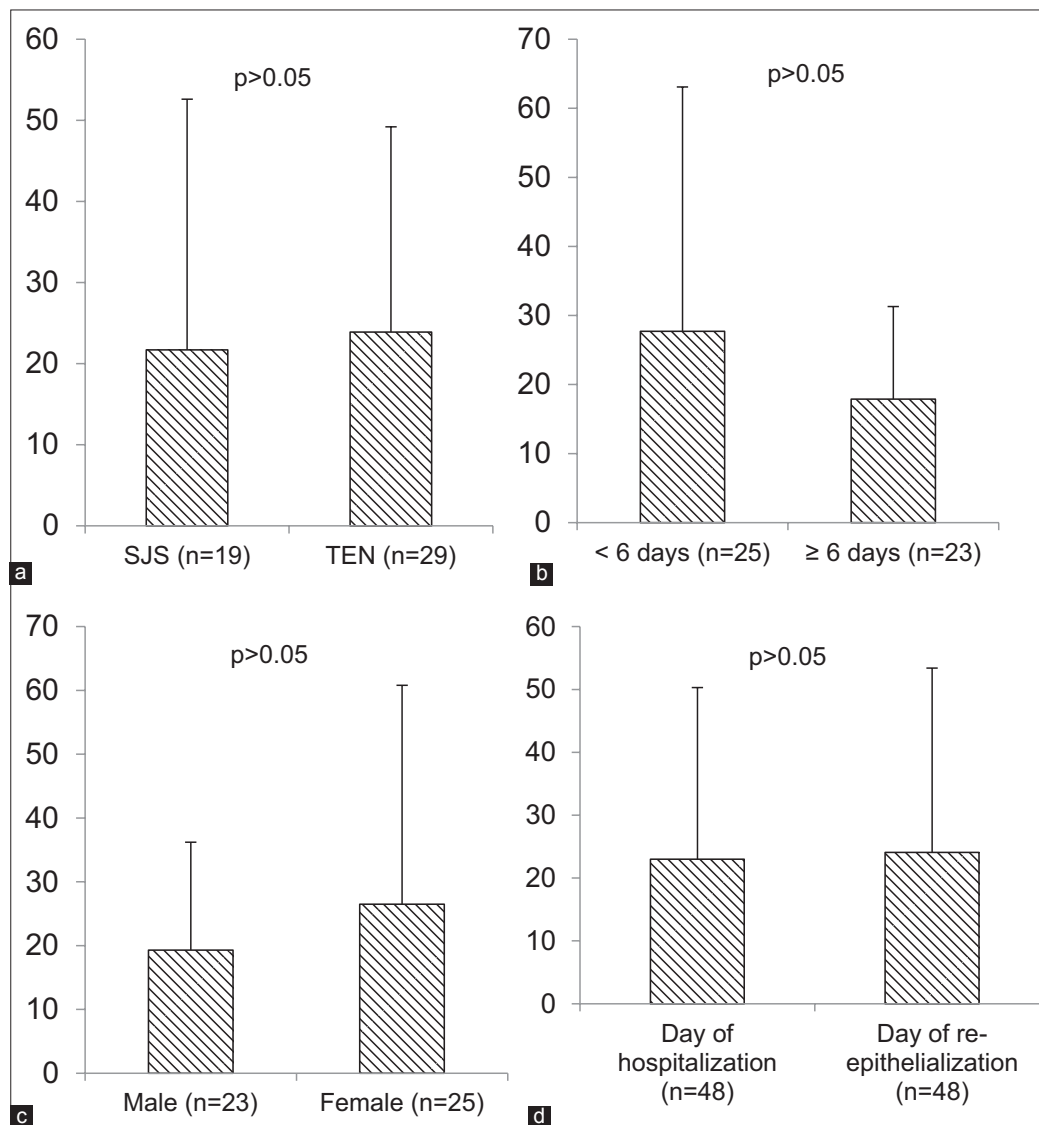 60
50
40
30
20
10
0
p>0.05
SJS (n=19)
TEN (n=29)
a
70
60
50
40
30
20
10
0
p>0.05
< 6 days (n=25)
≥ 6 days (n=23)
b
70
60
50
40
30
20
10
0
p>0.05
Male (n=23)
Female (n=25)
c
60
50
40
30
20
10
0
p>0.05
Day of
hospitalization
(n=48)
Day of re-
epithelialization
(n=48)
d